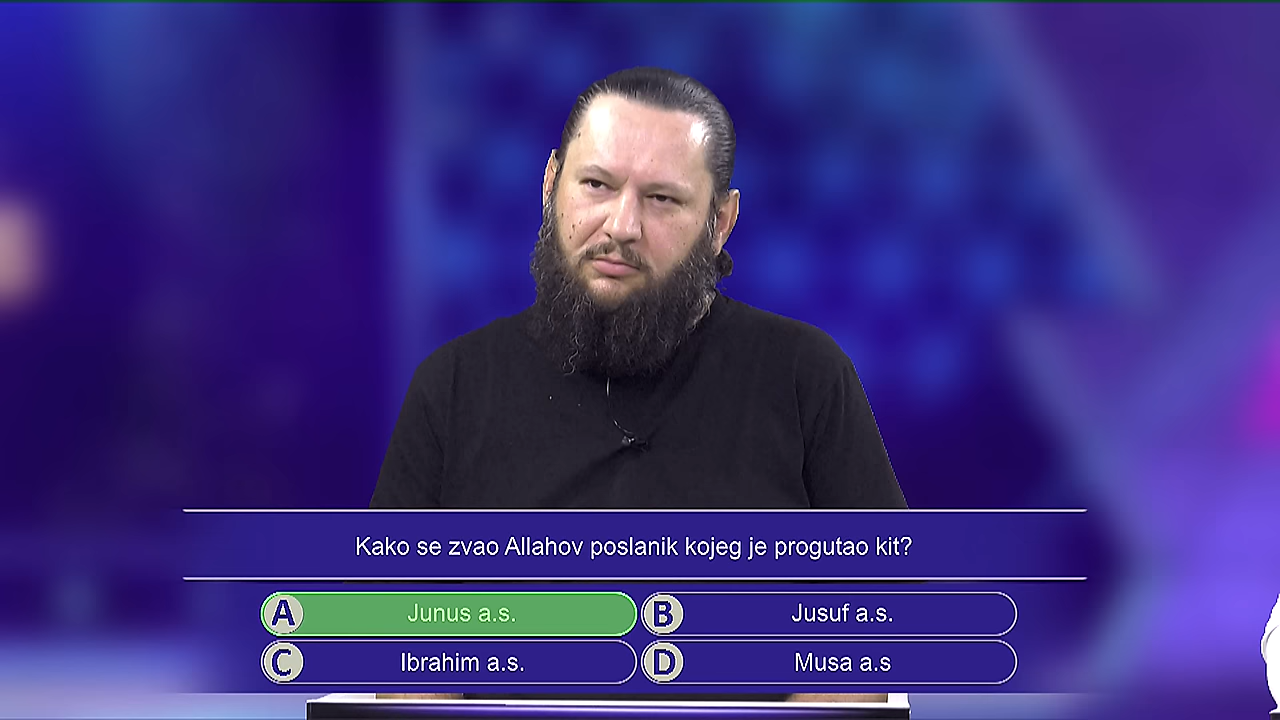 Kako se zvao Allahov poslanik kojeg je progutao kit?
A Junus a.s.
B Jusuf a.s.
C Ibrahim a.s.
D Musa a.s